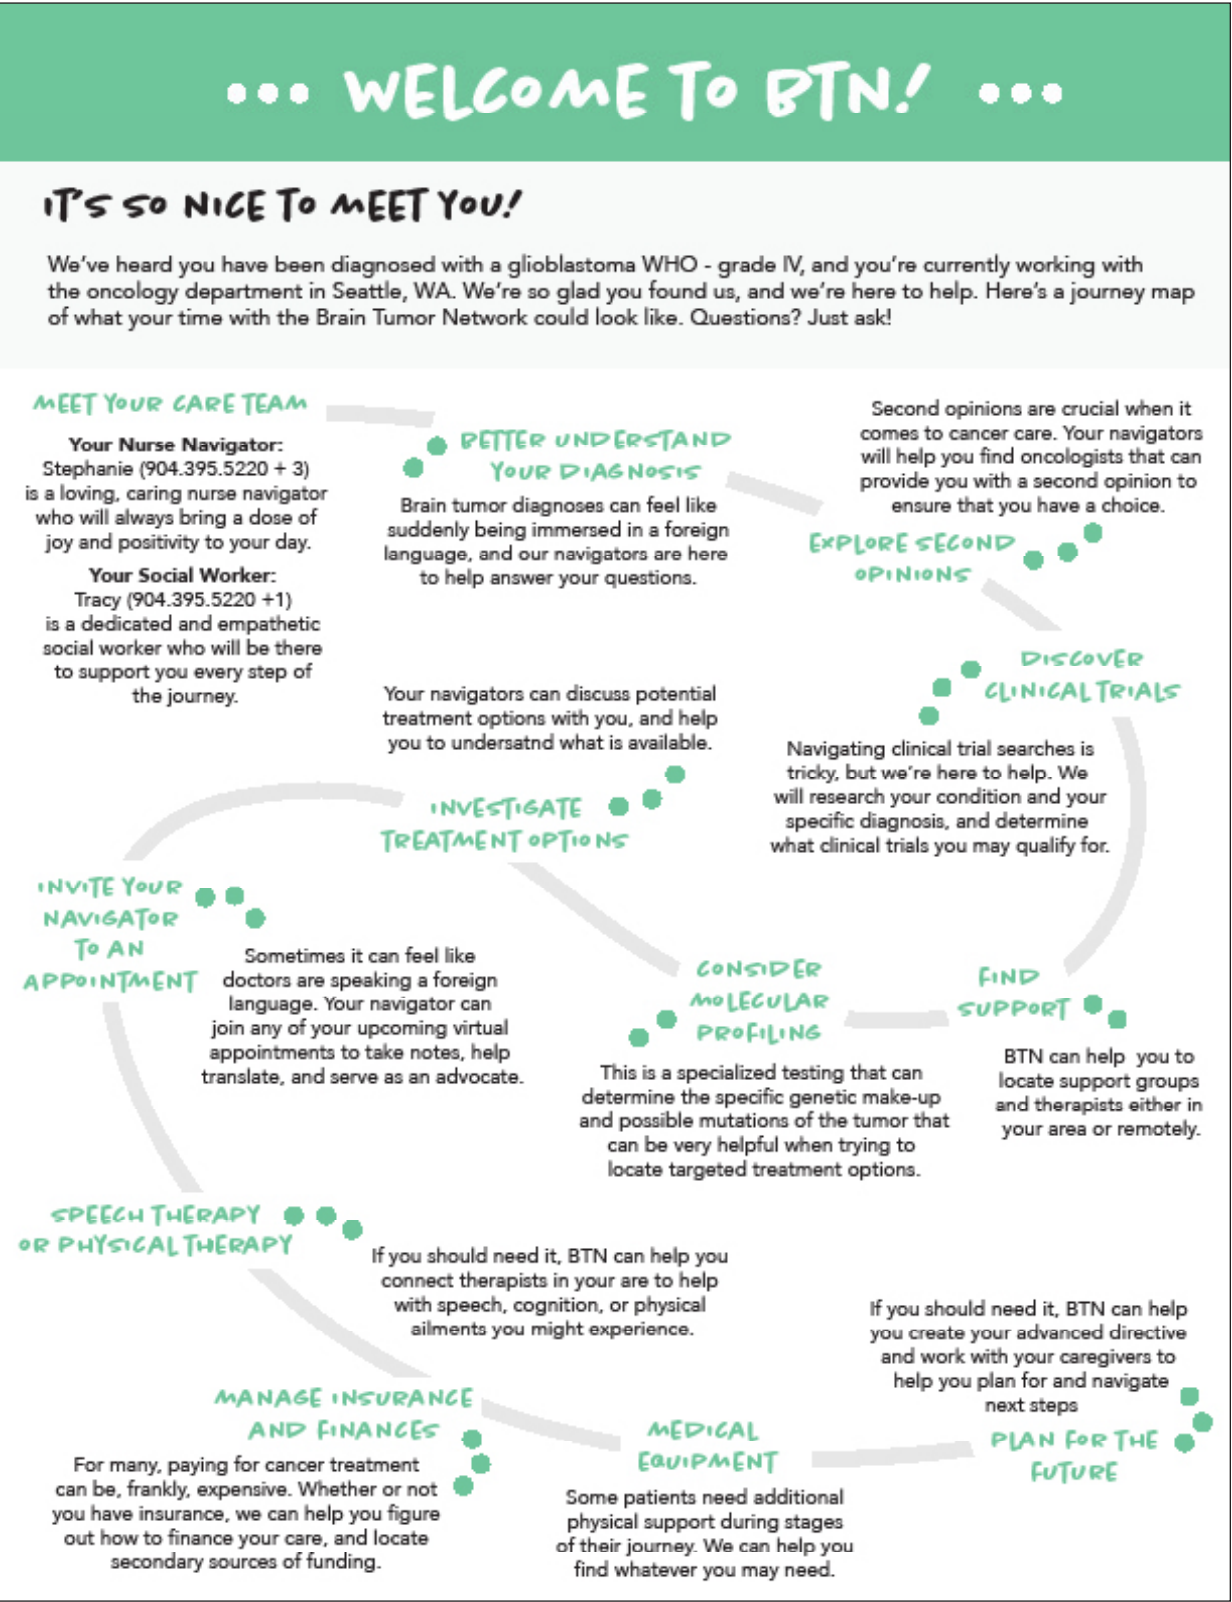 WELCOME TO BTN!
IT'S SO NICE TO MEET YOU!
We've heard you have been diagnosed with a glioblastoma WHO - grade IV, and you're currently working with
the oncology department in Seattle, WA. We're so glad you found us, and we're here to help. Here's a journey map
of what your time with the Brain Tumor Network could look like. Questions? Just ask!
MEET YOUR CARE TEAM
Your Nurse Navigator:
Stephanie (904.395.5220 + 3)
is a loving, caring nurse navigator
who will always bring a dose of
joy and positivity to your day.
Your Social Worker:
Tracy (904.395.5220 +1)
is a dedicated and empathetic
social worker who will be there
to support you every step of
the journey.
BETTER UNDERSTAND
YOUR DIAGNOSIS
Brain tumor diagnoses can feel like
suddenly being immersed in a foreign
language, and our navigators are here
to help answer your questions.
Second opinions are crucial when it
comes to cancer care. Your navigators
will help you find oncologists that can
provide you with a second opinion to
ensure that you have a choice.
EXPLORE SECOND
OPINIONS
DISCOVER
CLINICAL TRIALS
Navigating clinical trial searches is
tricky, but we're here to help. We
will research your condition and your
specific diagnosis, and determine
what clinical trials you may qualify for.
FIND
SUPPORT
BTN can help you to
locate support groups
and therapists either in
your area or remotely.
CONSIDER
MOLECULAR
PROFILING
This is a specialized testing that can
determine the specific genetic make-up
and possible mutations of the tumor that
can be very helpful when trying to
locate targeted treatment options.
Your navigators can discuss potential
treatment options with you, and help
you to undersatnd what is available.
INVESTIGATE
TREATMENT OPTIONS
INVITE YOUR
NAVIGATOR
TO AN
APPOINTMENT
Sometimes it can feel like
doctors are speaking a foreign
language. Your navigator can
join any of your upcoming virtual
appointments to take notes, help
translate, and serve as an advocate.
SPEECH THERAPY
OR PHYSICAL THERAPY
If you should need it, BTN can help you
connect therapists in your are to help
with speech, cognition, or physical
ailments you might experience.
MANAGE INSURANCE
AND FINANCES
For many, paying for cancer treatment
can be, frankly, expensive. Whether or not
you have insurance, we can help you figure
out how to finance your care, and locate
secondary sources of funding.
MEDICAL
EQUIPMENT
Some patients need additional
physical support during stages
of their journey. We can help you
find whatever you may need.
If you should need it, BTN can help
you create your advanced directive
and work with your caregivers to
help you plan for and navigate
next steps
PLAN FOR THE
FUTURE